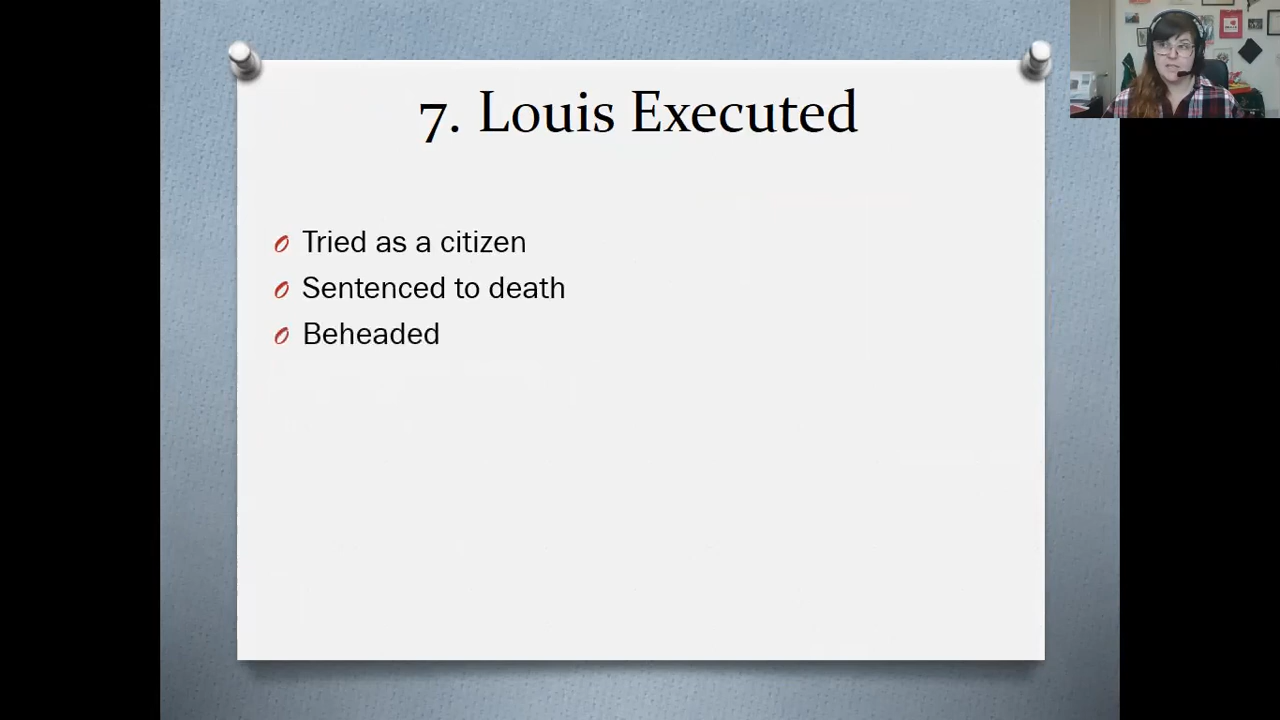 7. Louis Executed
Tried as a citizen
Sentenced to death
Beheaded